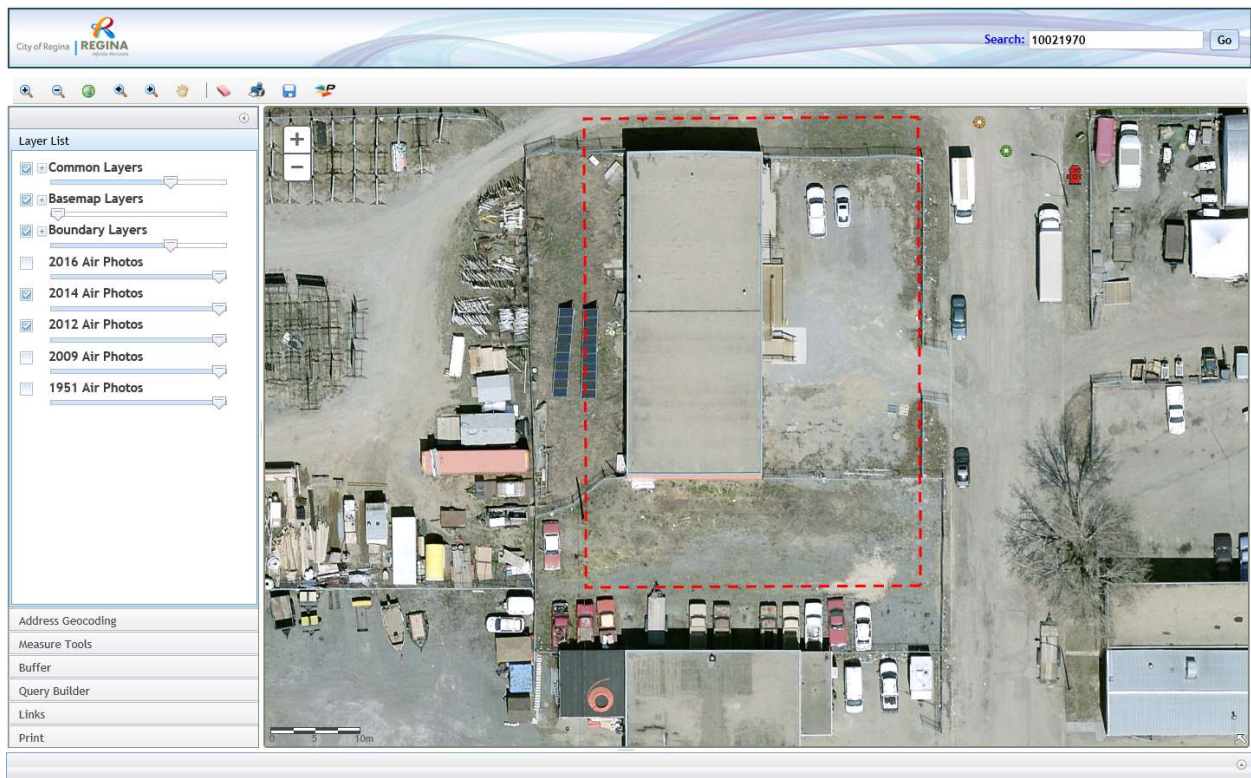 City of Regina
REGINA
Infinite Horizons
Search: 10021970 Go
P
Layer List
Common Layers
Basemap Layers
Boundary Layers
2016 Air Photos
2014 Air Photos
2012 Air Photos
2009 Air Photos
1951 Air Photos
Address Geocoding
Measure Tools
Buffer
Query Builder
Links
Print
0 5 10m